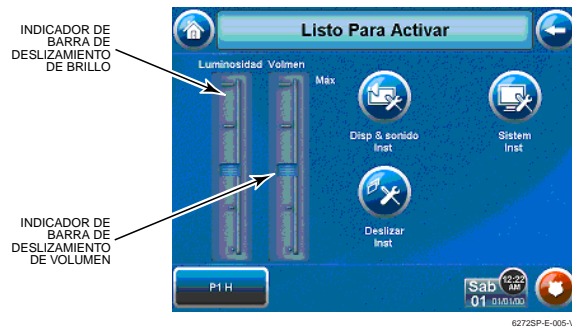 INDICADOR DE
BARRA DE
DESLIZAMIENTO
DE BRILLO
Listo Para Activar
Luminosidad Volmen
Máx
Disp & sonido
Inst
Sistem
Inst
Deslizar
Inst
INDICADOR DE
BARRA DE
DESLIZAMIENTO
DE VOLUMEN
P1 H
Sab 12:22
AM
01 01/01/00
6272SP-E-005-V